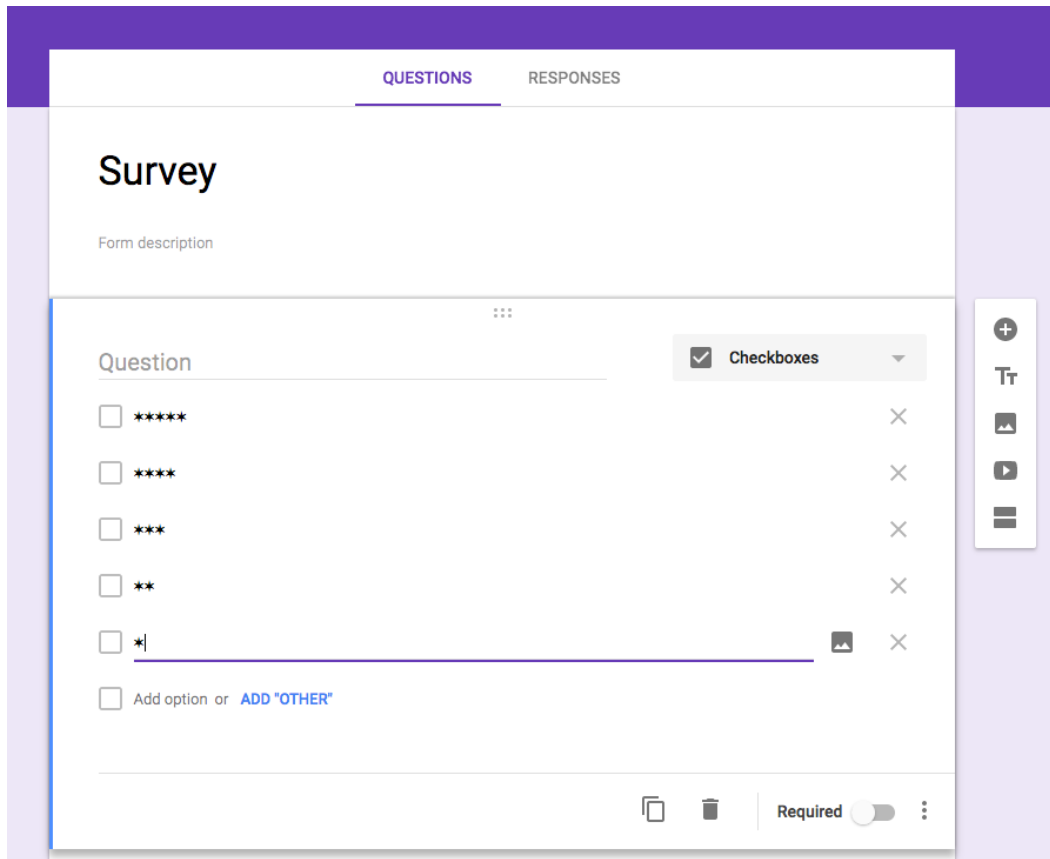 QUESTIONS RESPONSES
Survey
Form description
Question
Checkboxes
✶✶✶✶✶
✶✶✶✶
✶✶✶
✶✶
✶
Add option or ADD "OTHER"
Required